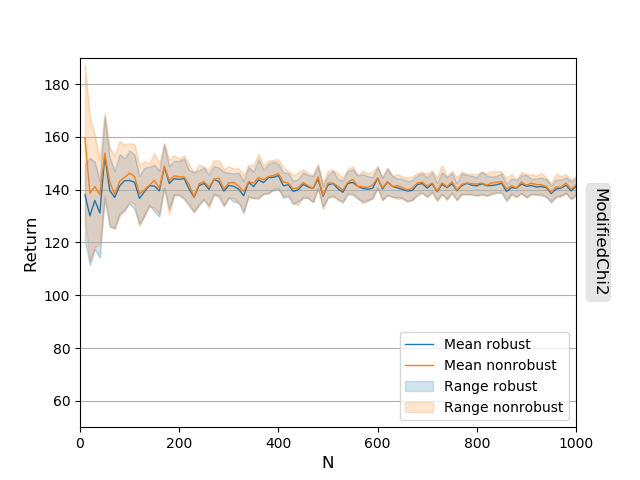 180
160
140
120
100
80
60
Return
0
200
400
600
800
1000
N
ModifiedChi2
Mean robust
Mean nonrobust
Range robust
Range nonrobust